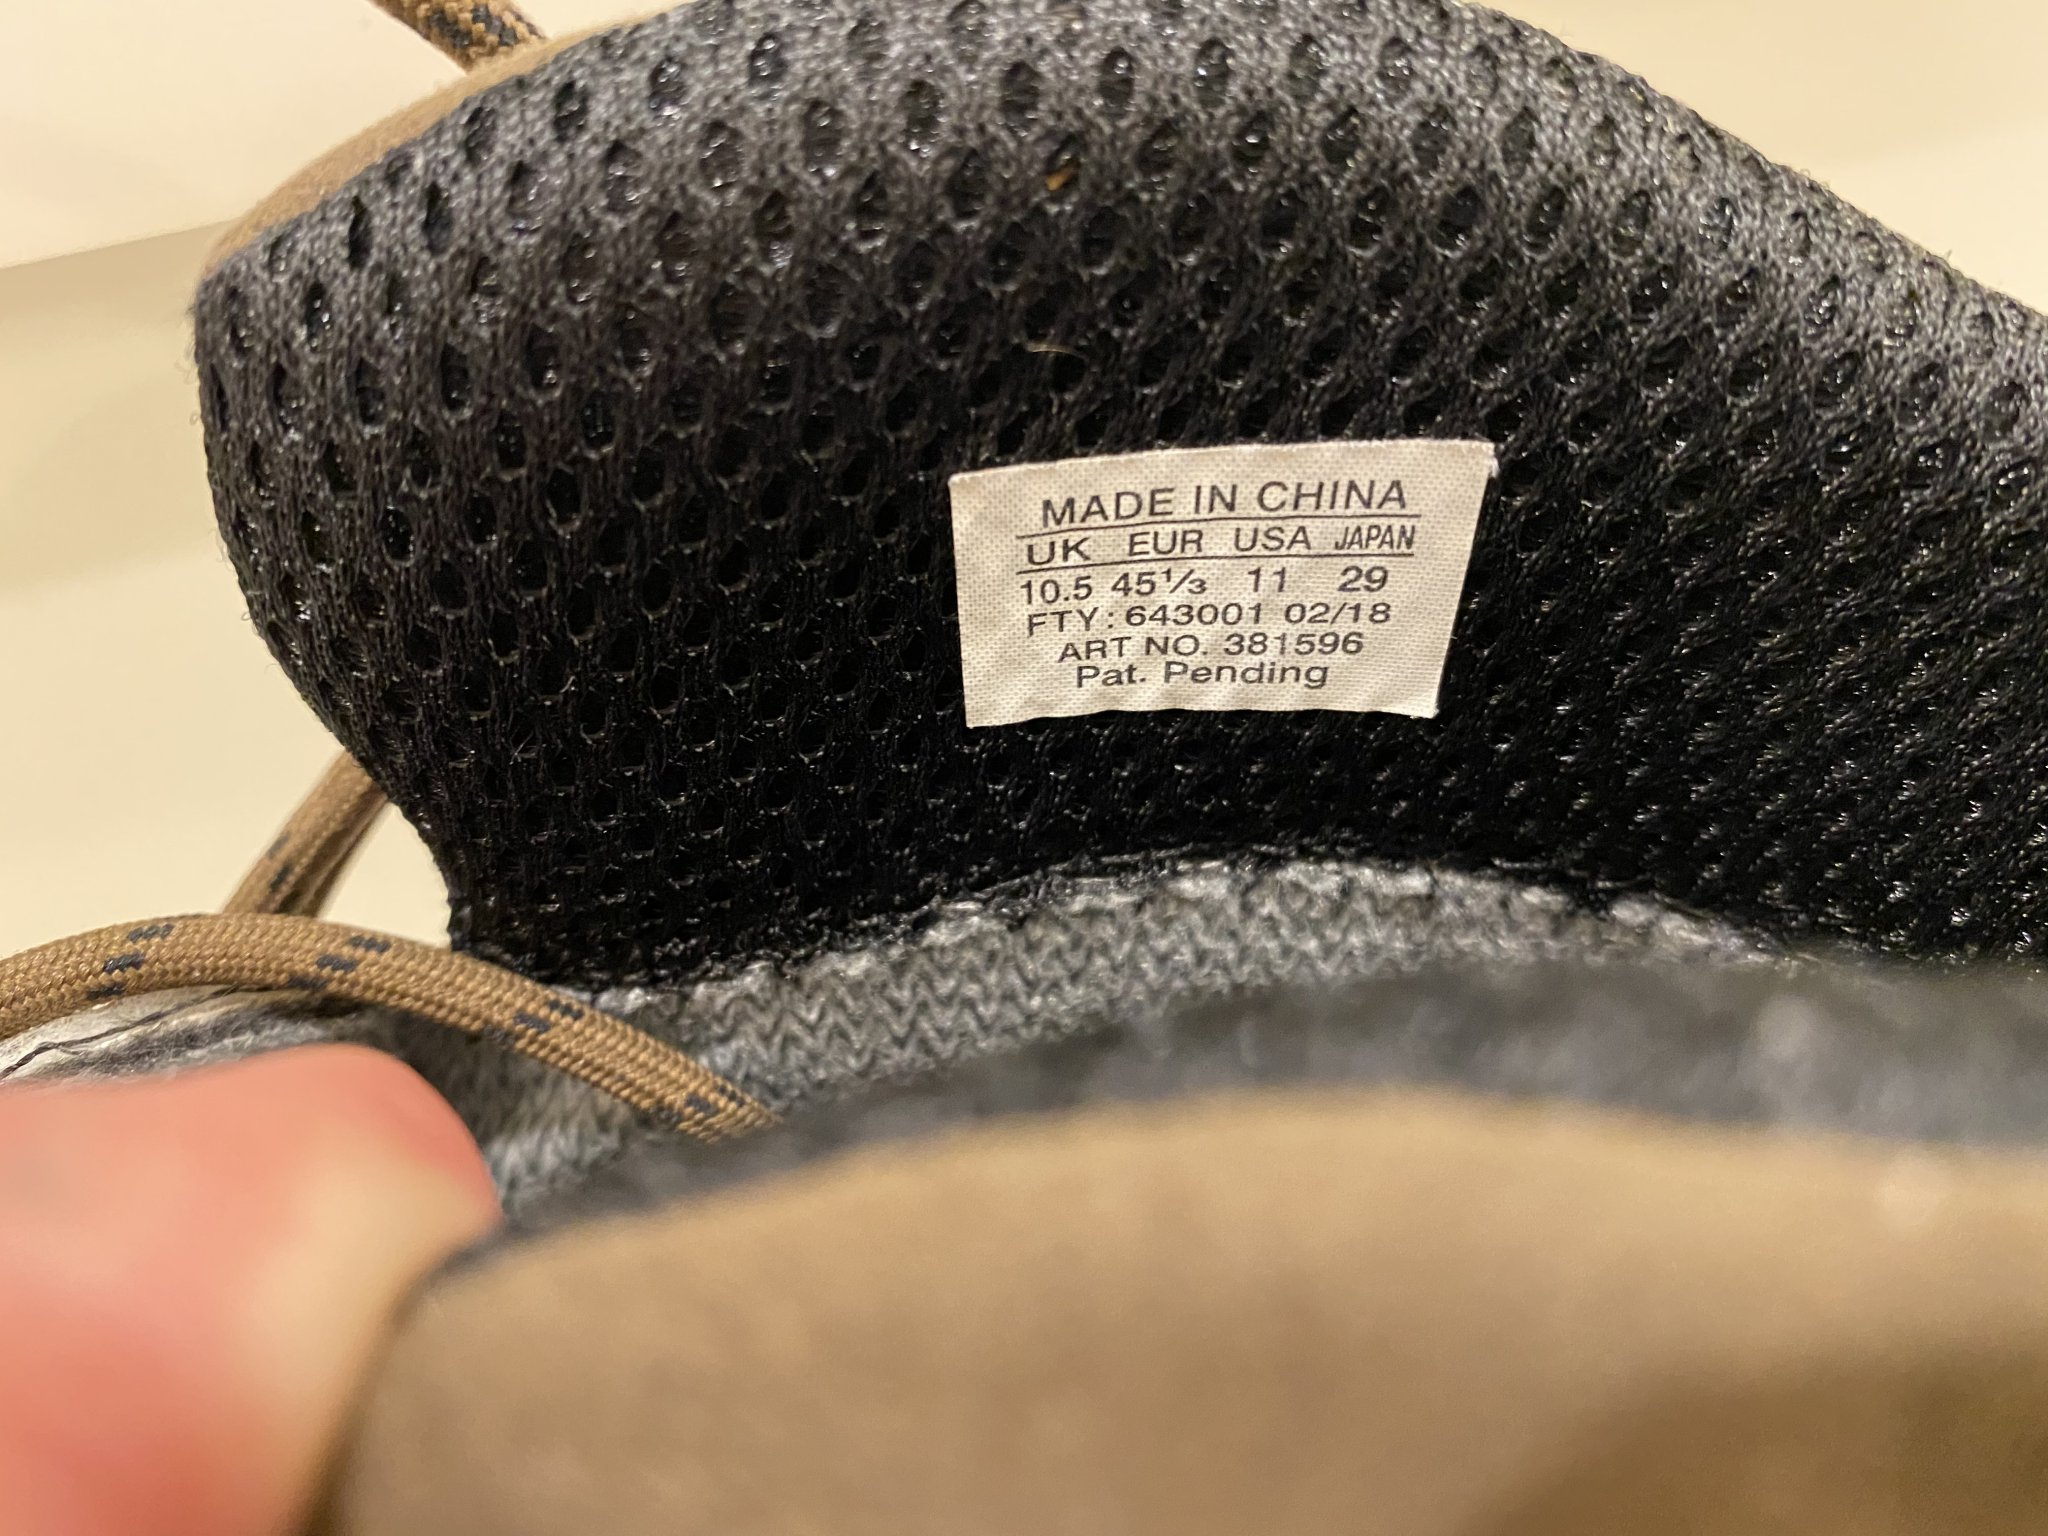 MADE IN CHINA
UK EUR USA JAPAN
10.5 45⅓ 11 29
FTY: 643001 02/18
ART NO. 381596
Pat. Pending